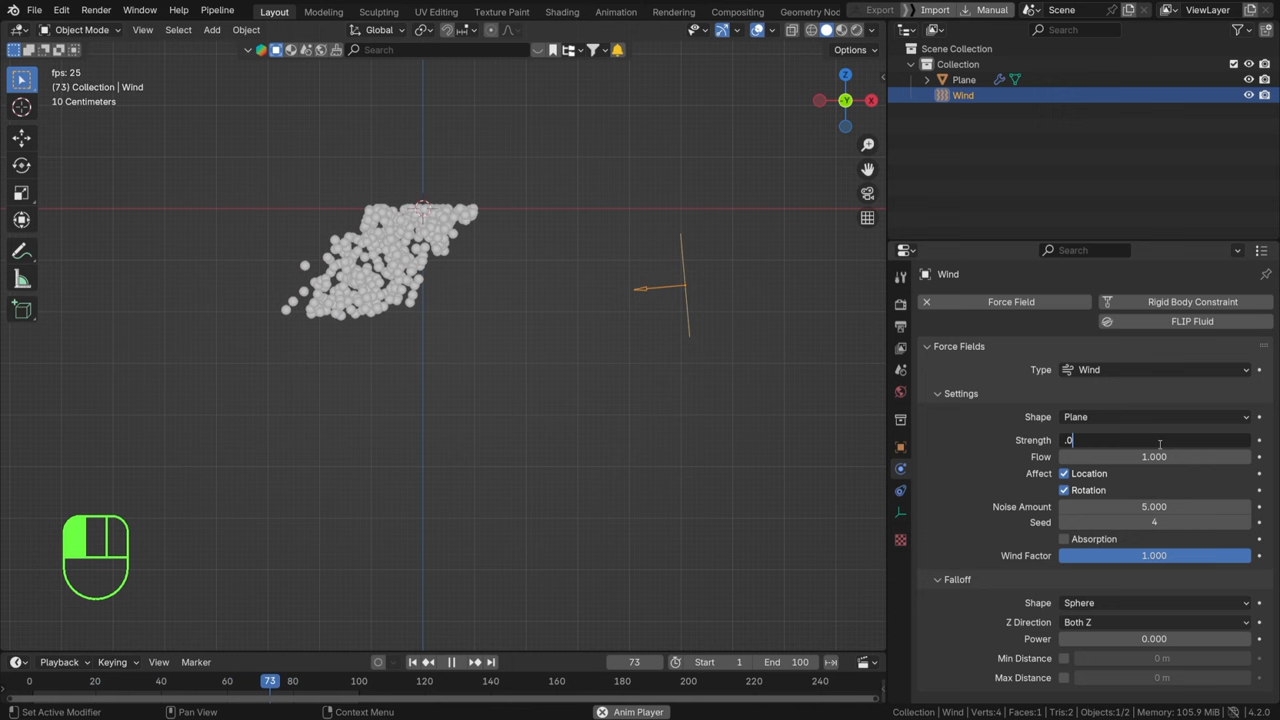 File Edit Render Window Help Pipeline Layout Modeling Sculpting UV Editing Texture Paint Shading Animation Rendering Compositing Geometry Noc Export Import Manual Scene ViewLayer
Object Mode View Select Add Object Global Search
Search Options
fps: 25
(73) Collection | Wind
10 Centimeters
Z
-Y X
Scene Collection
Collection
Plane
Wind
Search
Wind
Force Field Rigid Body Constraint
FLIP Fluid
Force Fields
Type Wind
Settings
Shape Plane
Strength .0
Flow 1.000
Affect Location
Rotation
Noise Amount 5.000
Seed 4
Absorption
Wind Factor 1.000
Falloff
Shape Sphere
Z Direction Both Z
Power 0.000
Min Distance 0 m
Max Distance 0 m
Playback Keying View Marker 73 Start 1 End 100
0 20 40 60 73 80 100 120 140 160 180 200 220 240
Set Active Modifier Pan View Context Menu Anim Player Collection | Wind Verts:4 | Faces:1 | Tris:2 | Objects:1/2 | Memory: 105.9 MiB 4.2.0